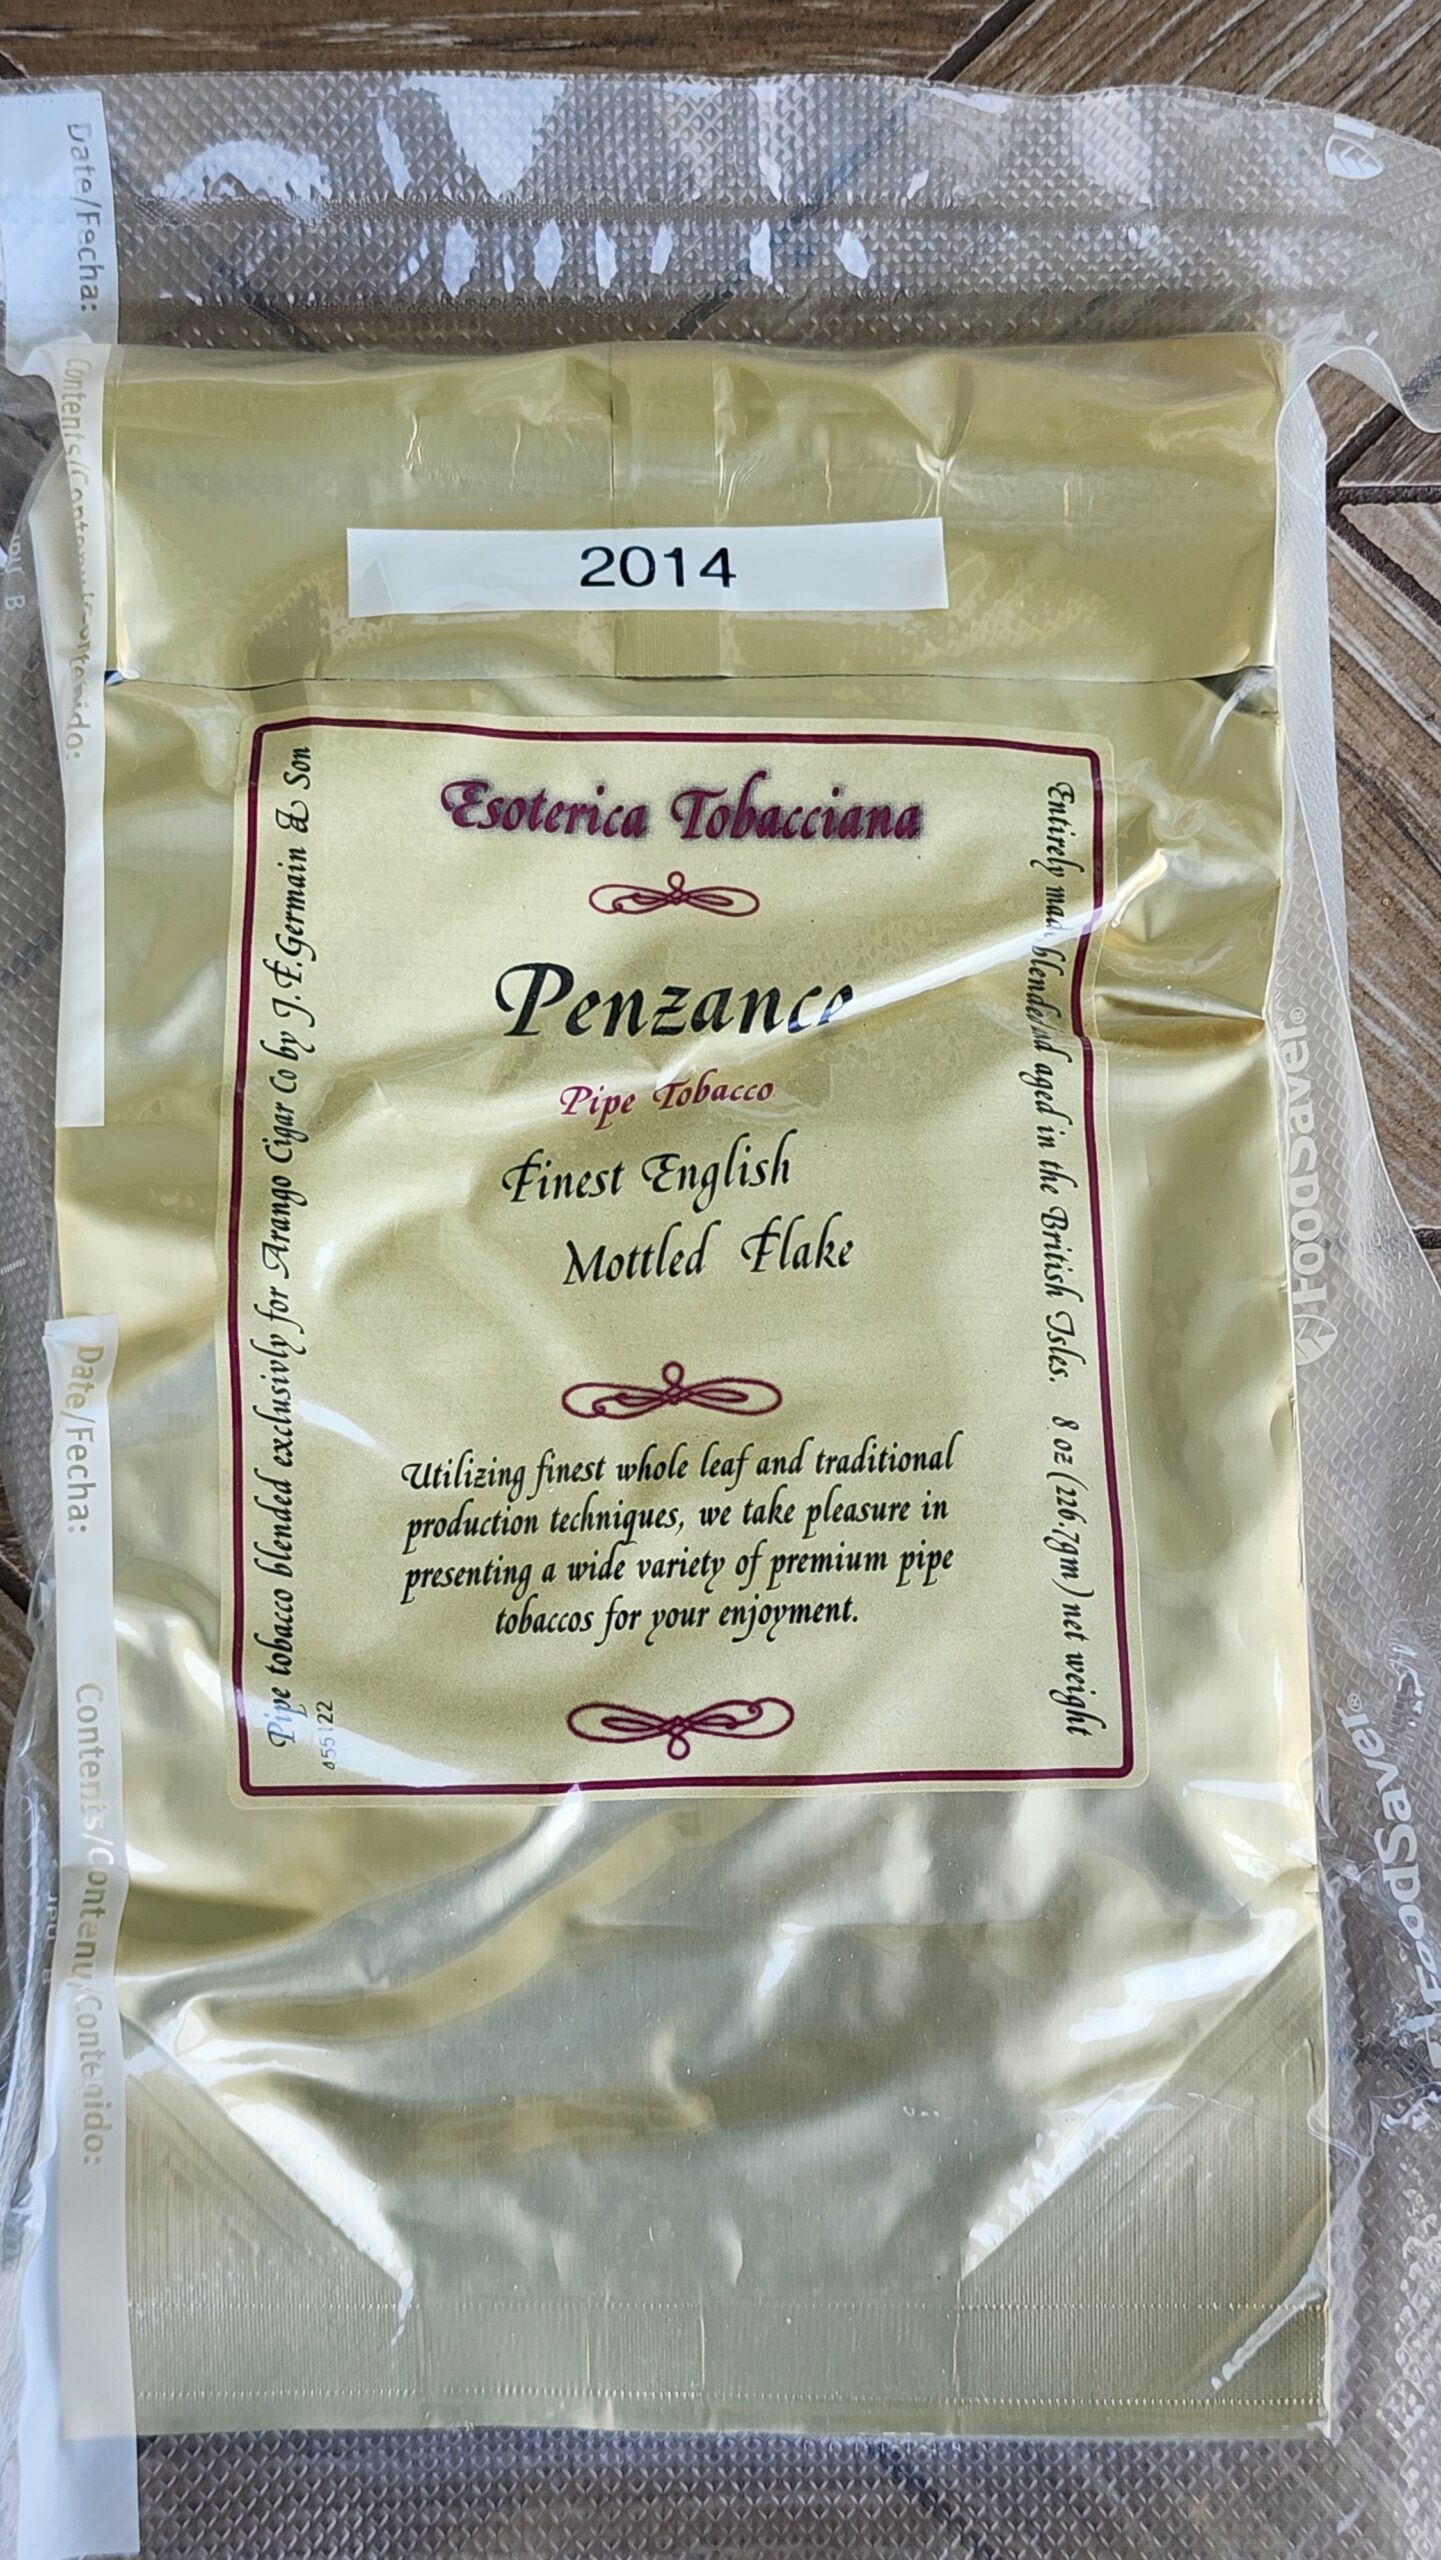 Date/Fecha:
Contents/Contenu/Contenido:
2014
Esoterica Tobacciana
Penzance
Pipe Tobacco
Finest English
Mottled Flake
Utilizing finest whole leaf and traditional
production techniques, we take pleasure in
presenting a wide variety of premium pipe
tobaccos for your enjoyment.
Pipe tobacco blended exclusivly for Arango Cigar Co by J.F.Germain & Son
Entirely made blended aged in the British Isles. 8 oz (226.7gm) net weight
Date/Fecha:
Contents/Contenu/Contenido:
FoodSaver®
FoodSaver®